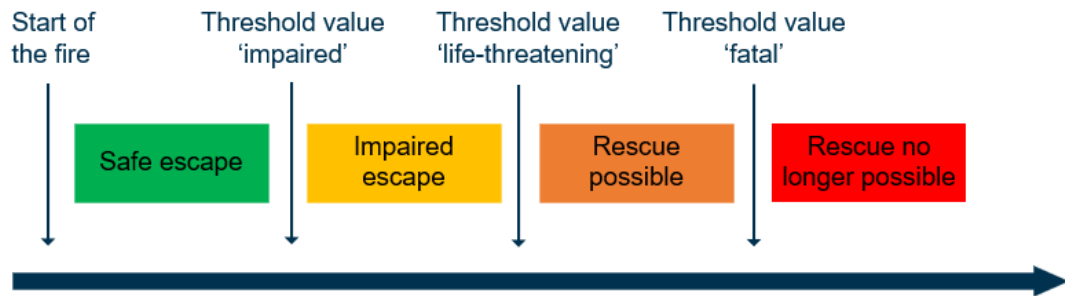 Start of
the fire
Threshold value
‘impaired’
Threshold value
‘life-threatening’
Threshold value
‘fatal’
Safe escape
Impaired
escape
Rescue
possible
Rescue no
longer possible